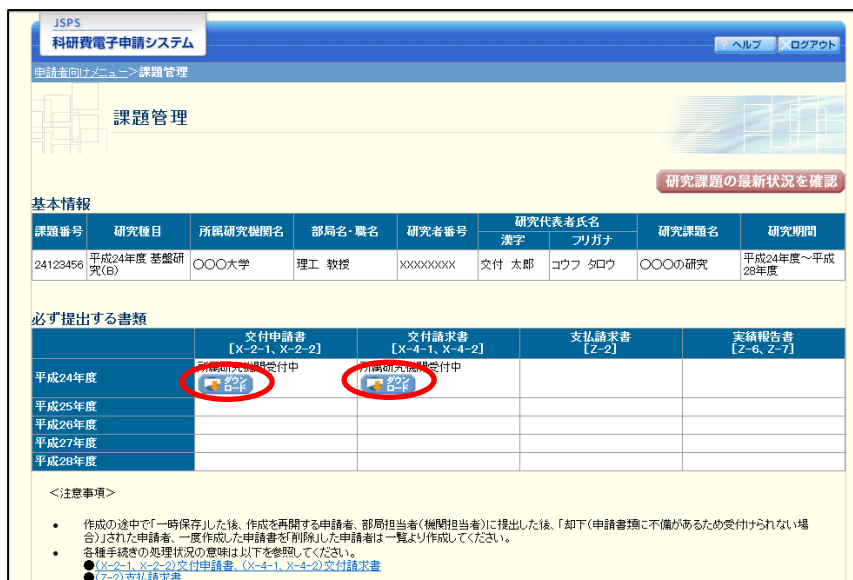 JSPS
科研費電子申請システム
? ヘルプ
ログアウト
申請者向けメニュー>課題管理
課題管理
研究課題の最新状況を確認
基本情報
課題番号 研究種目 所属研究機関名 部局名・職名 研究者番号 研究代表者氏名 研究課題名 研究期間
漢字 フリガナ
24123456 平成24年度 基盤研究(B) 〇〇〇大学 理工 教授 XXXXXXXX 交付 太郎 コウフ タロウ 〇〇〇の研究 平成24年度～平成28年度
必ず提出する書類
交付申請書 交付請求書 支払請求書 実績報告書
[X-2-1、X-2-2] [X-4-1、X-4-2] [Z-2] [Z-6、Z-7]
平成24年度 所属研究機関受付中 所属研究機関受付中
ダウンロード ダウンロード
平成25年度
平成26年度
平成27年度
平成28年度
＜注意事項＞
• 作成の途中で「一時保存」した後、作成を再開する申請者、部局担当者(機関担当者)に提出した後、「却下(申請書類に不備があるため受付けられない場
合)」された申請者、一度作成した申請書を「削除」した申請者は一覧より作成してください。
• 各種手続きの処理状況の意味は以下を参照してください。
●(X-2-1、X-2-2)交付申請書、(X-4-1、X-4-2)交付請求書
●(Z-2)支払請求書